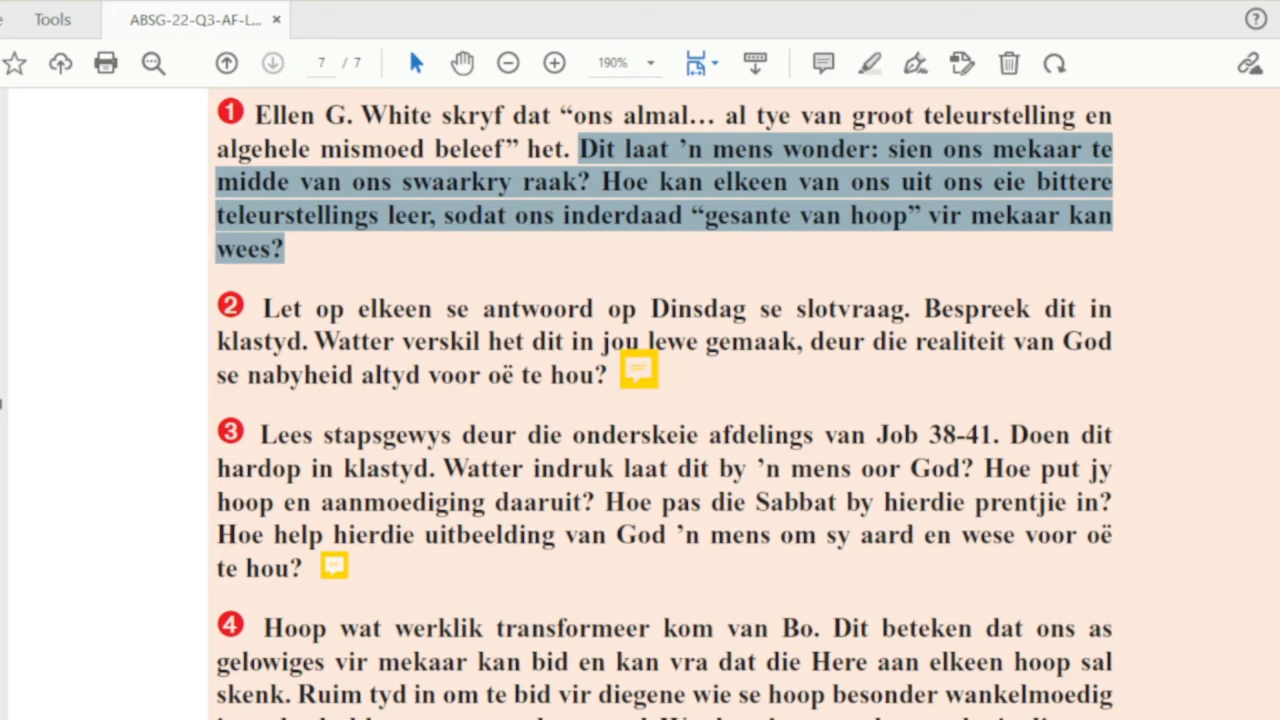 Tools
ABSG-22-Q3-AF-L... ×
7 / 7
190%
1 Ellen G. White skryf dat “ons almal… al tye van groot teleurstelling en
algehele mismoed beleef” het. Dit laat ’n mens wonder: sien ons mekaar te
midde van ons swaarkry raak? Hoe kan elkeen van ons uit ons eie bittere
teleurstellings leer, sodat ons inderdaad “gesante van hoop” vir mekaar kan
wees?
2 Let op elkeen se antwoord op Dinsdag se slotvraag. Bespreek dit in
klastyd. Watter verskil het dit in jou lewe gemaak, deur die realiteit van God
se nabyheid altyd voor oë te hou?
3 Lees stapsgewys deur die onderskeie afdelings van Job 38-41. Doen dit
hardop in klastyd. Watter indruk laat dit by ’n mens oor God? Hoe put jy
hoop en aanmoediging daaruit? Hoe pas die Sabbat by hierdie prentjie in?
Hoe help hierdie uitbeelding van God ’n mens om sy aard en wese voor oë
te hou?
4 Hoop wat werklik transformeer kom van Bo. Dit beteken dat ons as
gelowiges vir mekaar kan bid en kan vra dat die Here aan elkeen hoop sal
skenk. Ruim tyd in om te bid vir diegene wie se hoop besonder wankelmoedig